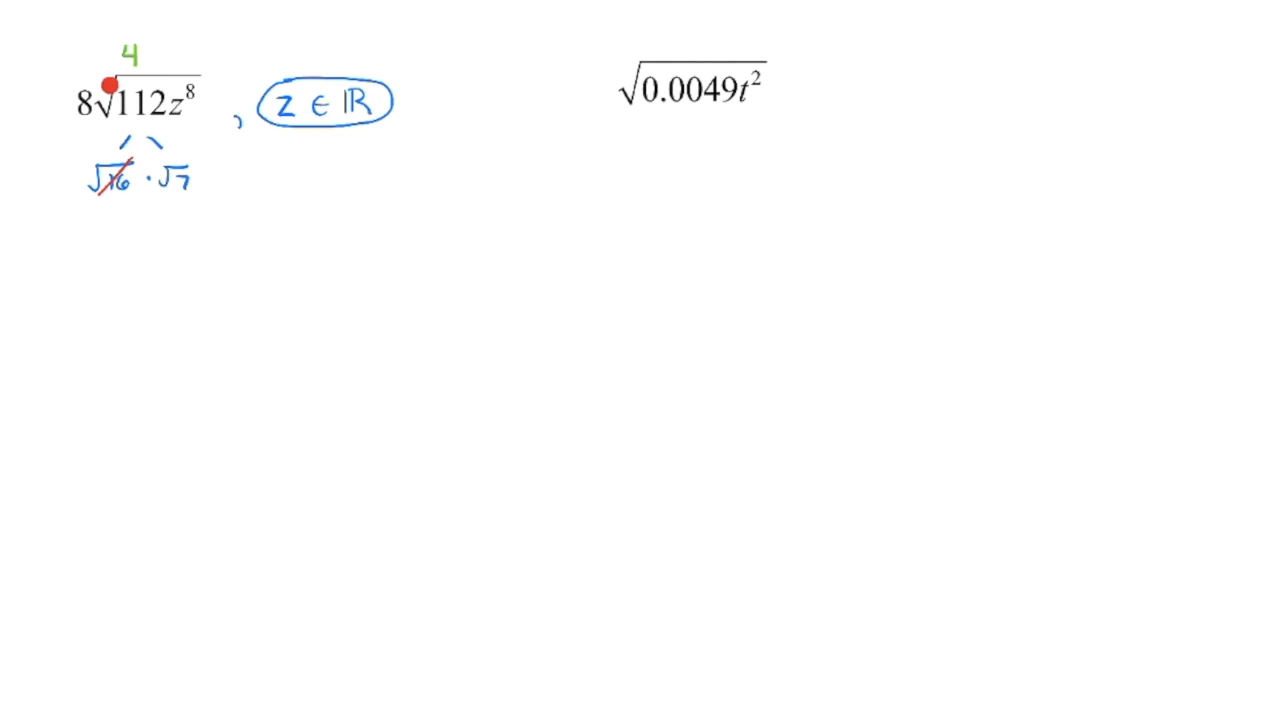 4
8√112z⁸ , z ∈ ℝ
√16 · √7
√0.0049t²